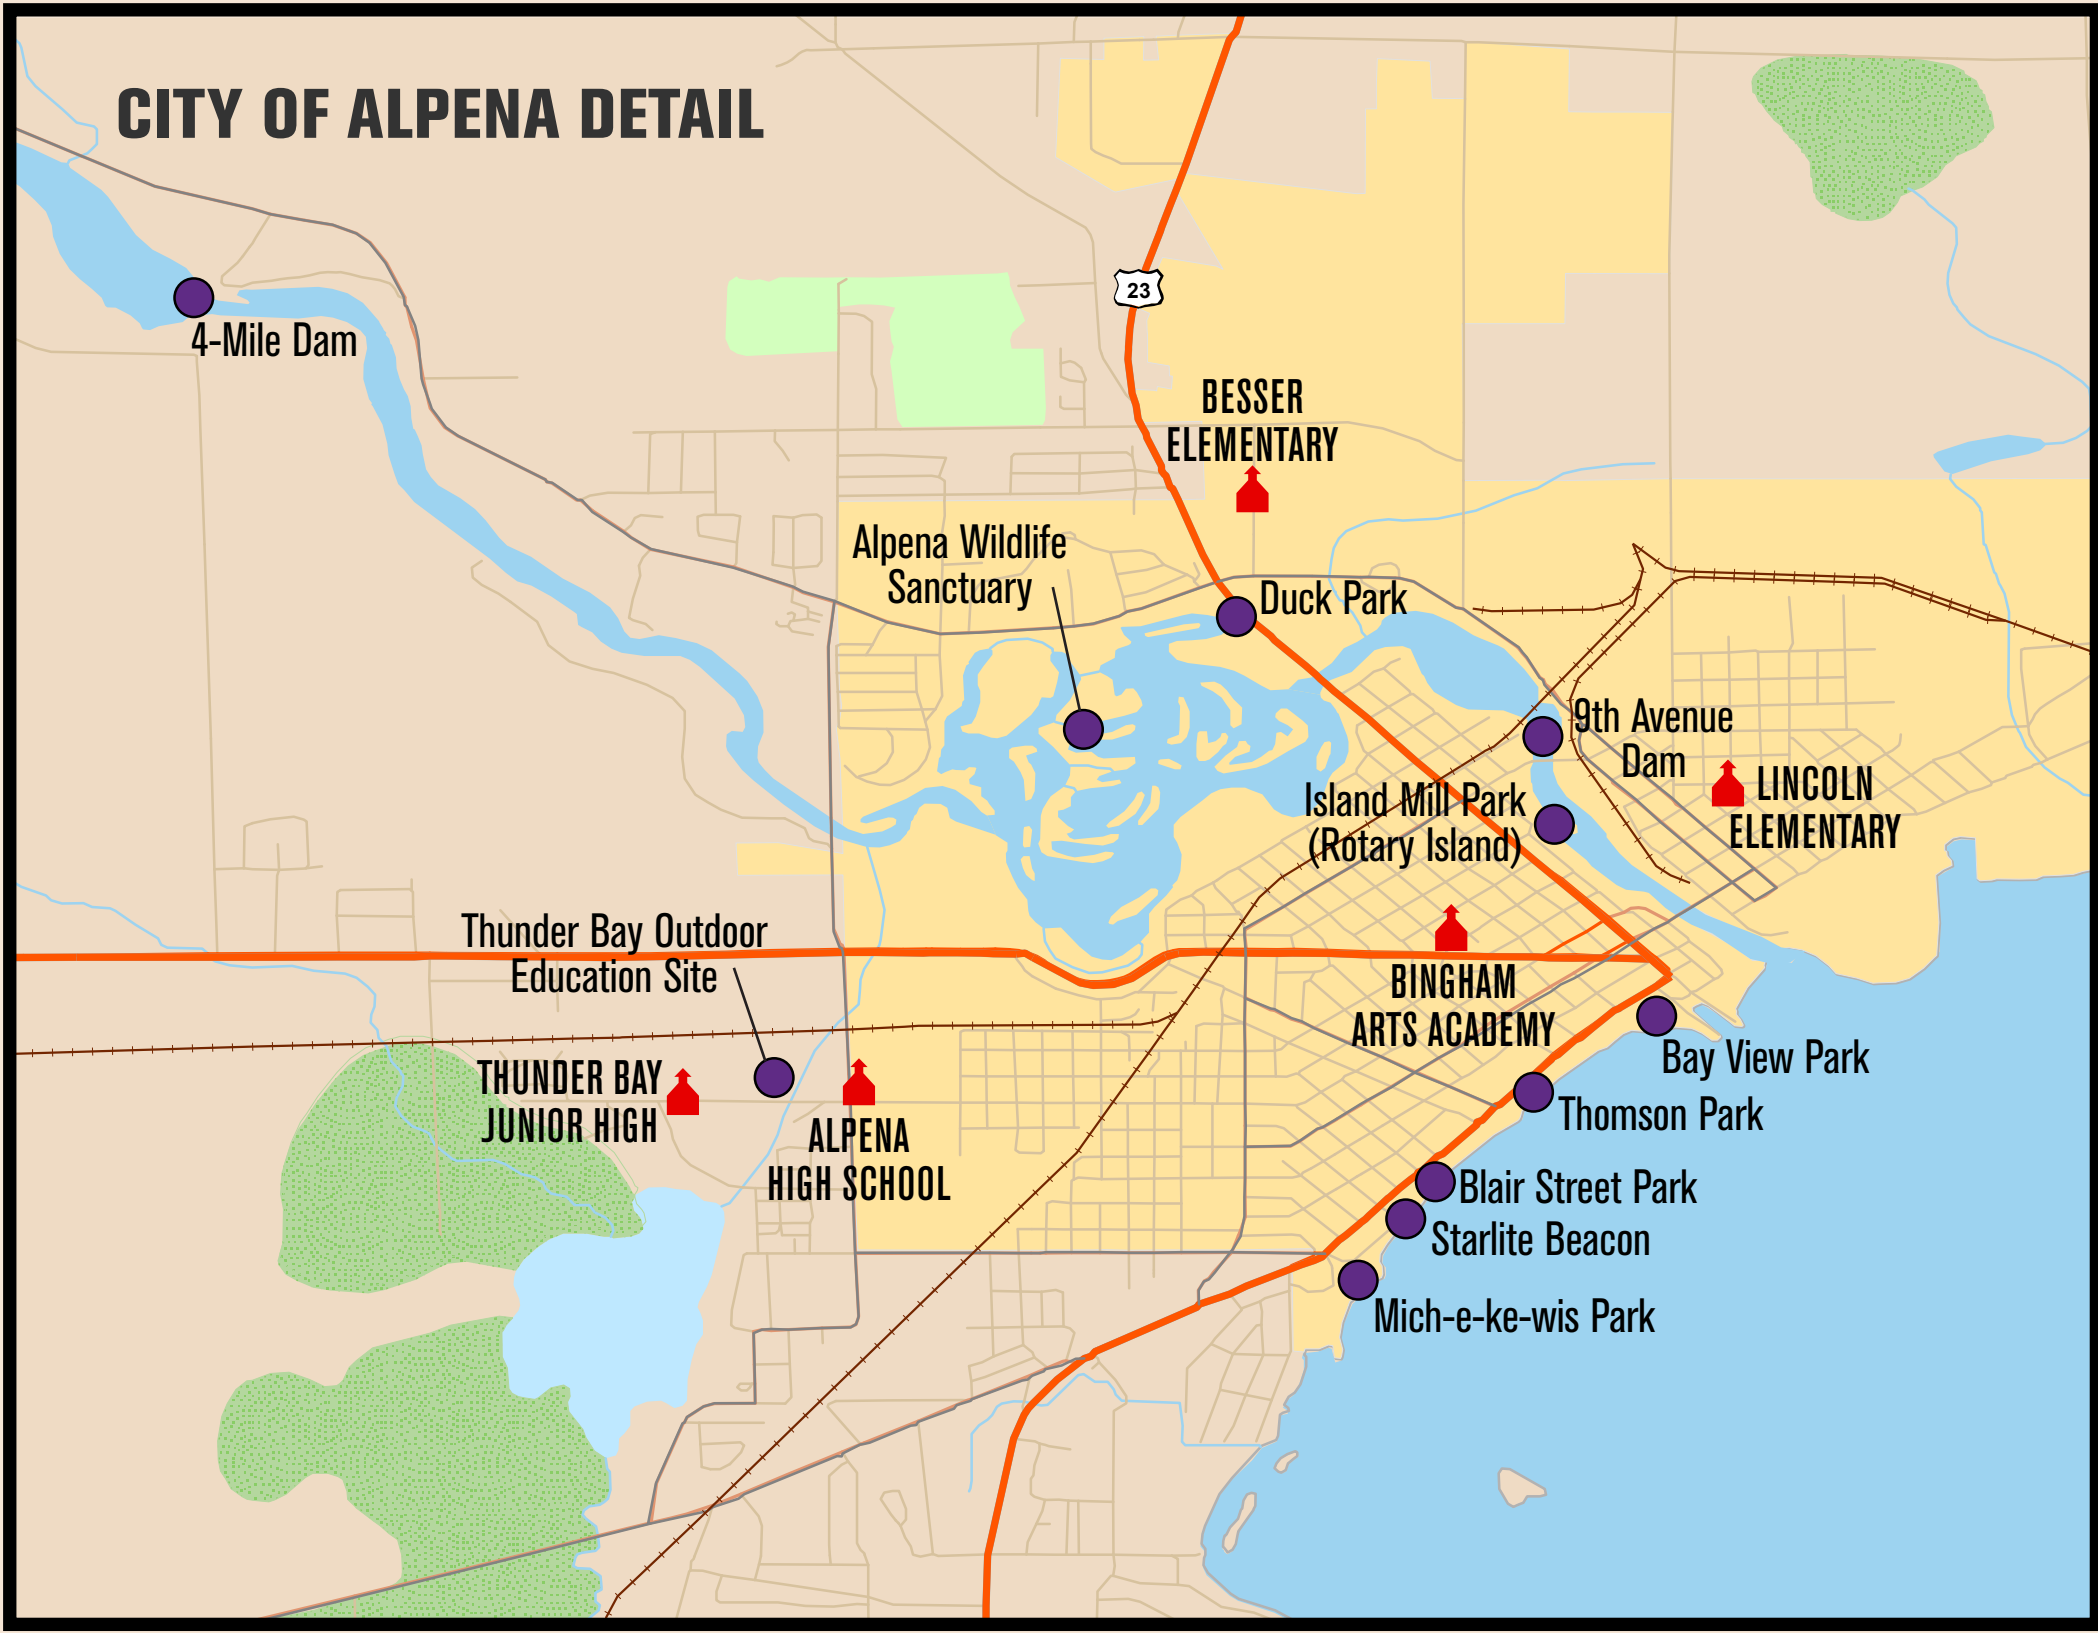 CITY OF ALPENA DETAIL
23
4-Mile Dam
BESSER
ELEMENTARY
Alpena Wildlife
Sanctuary
Duck Park
9th Avenue
Dam
Island Mill Park
(Rotary Island)
LINCOLN
ELEMENTARY
Thunder Bay Outdoor
Education Site
BINGHAM
ARTS ACADEMY
Bay View Park
THUNDER BAY
JUNIOR HIGH
Thomson Park
ALPENA
HIGH SCHOOL
Blair Street Park
Starlite Beacon
Mich-e-ke-wis Park